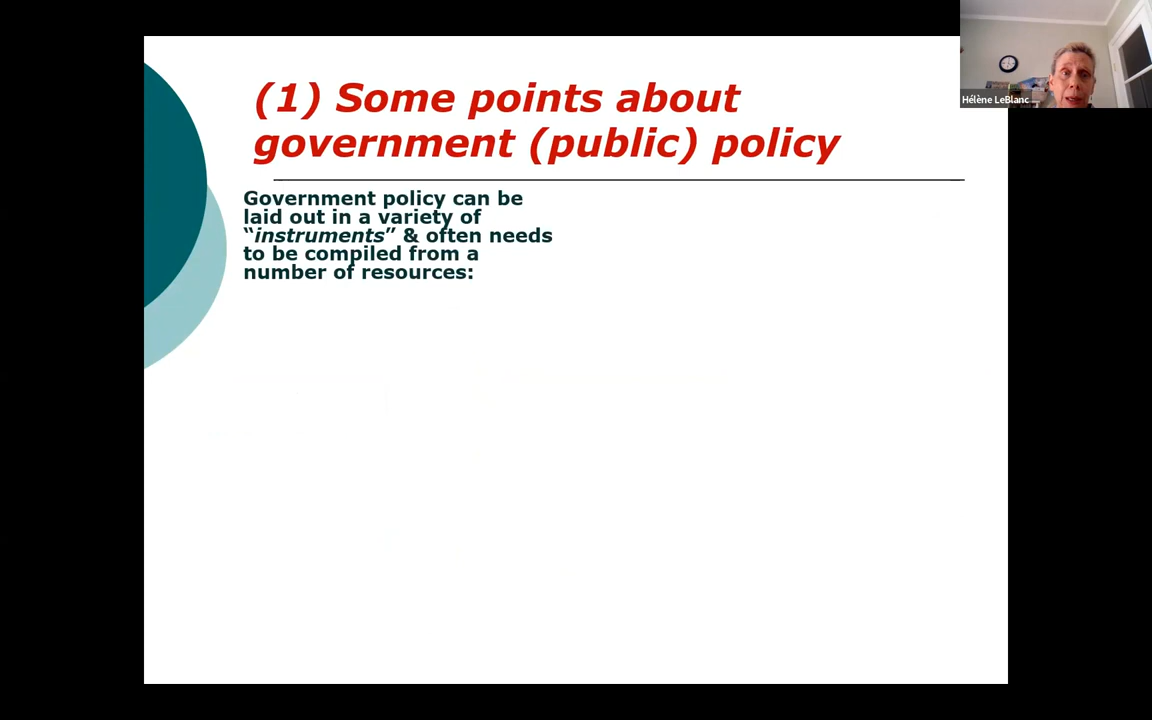 (1) Some points about
government (public) policy
Government policy can be
laid out in a variety of
“instruments” & often needs
to be compiled from a
number of resources:
Hélène LeBlanc